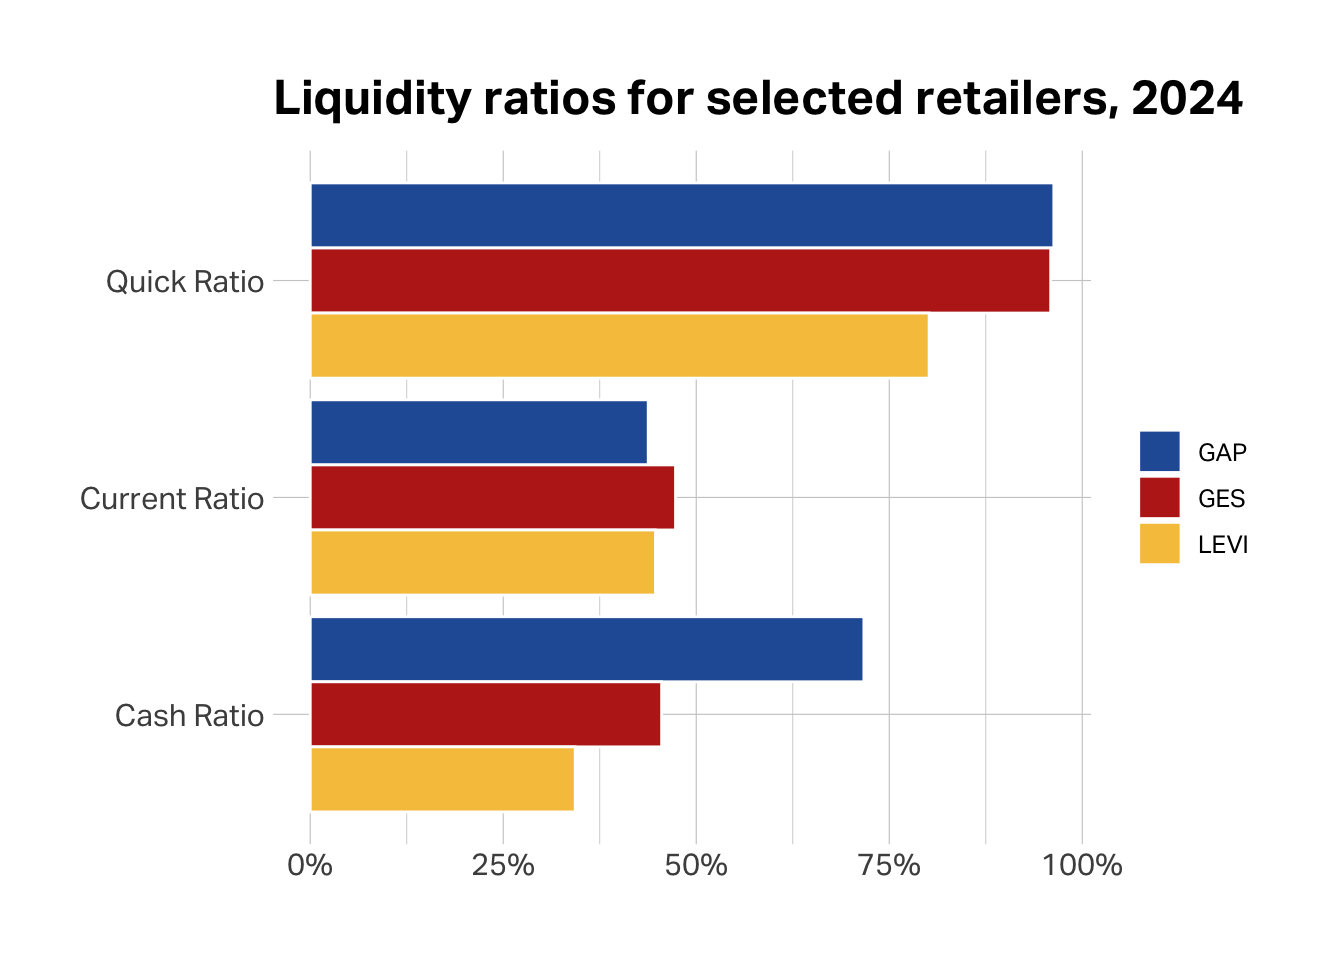 Liquidity ratios for selected retailers, 2024
Quick Ratio
Current Ratio
Cash Ratio
GAP
GES
LEVI
0% 25% 50% 75% 100%